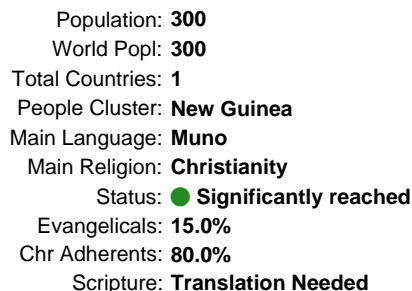 Population: 300
World Popl: 300
Total Countries: 1
People Cluster: New Guinea
Main Language: Muno
Main Religion: Christianity
Status: Significantly reached
Evangelicals: 15.0%
Chr Adherents: 80.0%
Scripture: Translation Needed